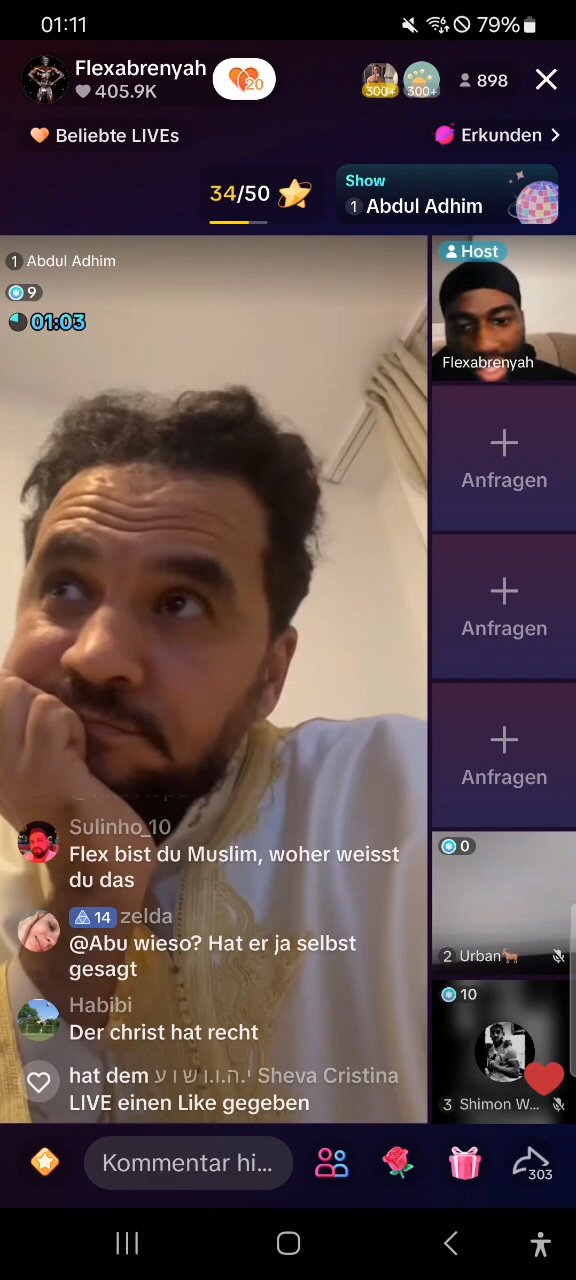 01:11
79%
Flexabrenyah
405.9K
20
300+
300+
898
Beliebte LIVEs
Erkunden
34/50
Show
1 Abdul Adhim
1 Abdul Adhim
9
01:03
Host
Flexabrenyah
Anfragen
Anfragen
Anfragen
Sulinho_10
Flex bist du Muslim, woher weisst
du das
14 zelda
@Abu wieso? Hat er ja selbst
gesagt
Habibi
Der christ hat recht
hat dem י.ה.ו.ו ש ו ע Sheva Cristina
LIVE einen Like gegeben
0
2 Urban
10
3 Shimon W...
Kommentar hi...
303